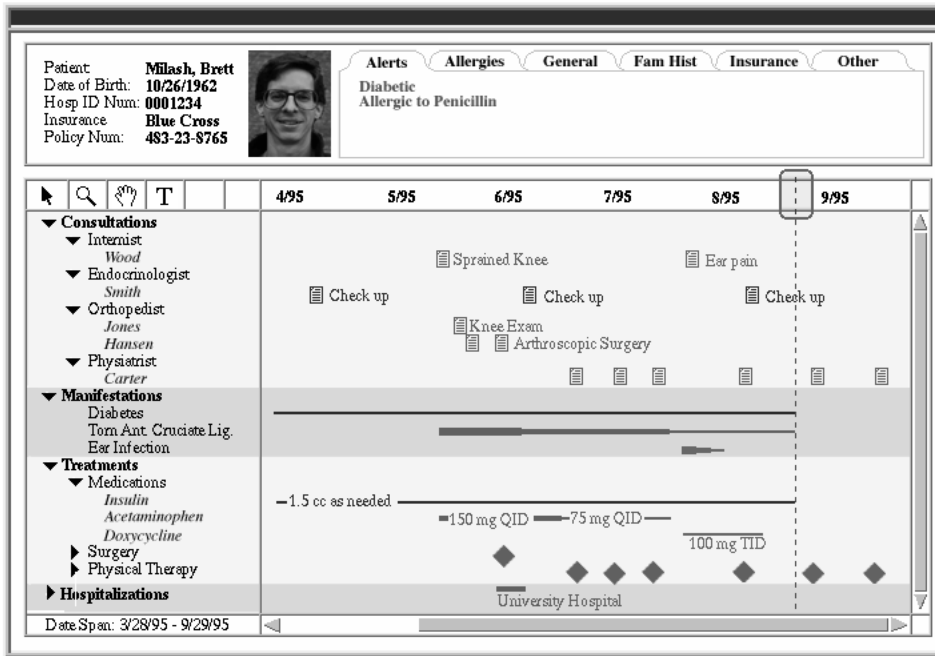 Patient: Milash, Brett
Date of Birth: 10/26/1962
Hosp ID Num: 0001234
Insurance Blue Cross
Policy Num: 483-23-8765
Alerts Allergies General Fam Hist Insurance Other
Diabetic
Allergic to Penicillin
T 4/95 5/95 6/95 7/95 8/95 9/95
Consultations
Internist
Wood Sprained Knee Ear pain
Endocrinologist
Smith Check up Check up Check up
Orthopedist
Jones Knee Exam
Hansen Arthroscopic Surgery
Physiatrist
Carter
Manifestations
Diabetes
Torn Ant. Cruciate Lig.
Ear Infection
Treatments
Medications
Insulin 1.5 cc as needed
Acetaminophen 150 mg QID 75 mg QID
Doxycycline 100 mg TID
Surgery
Physical Therapy
Hospitalizations University Hospital
Date Span: 3/28/95 - 9/29/95